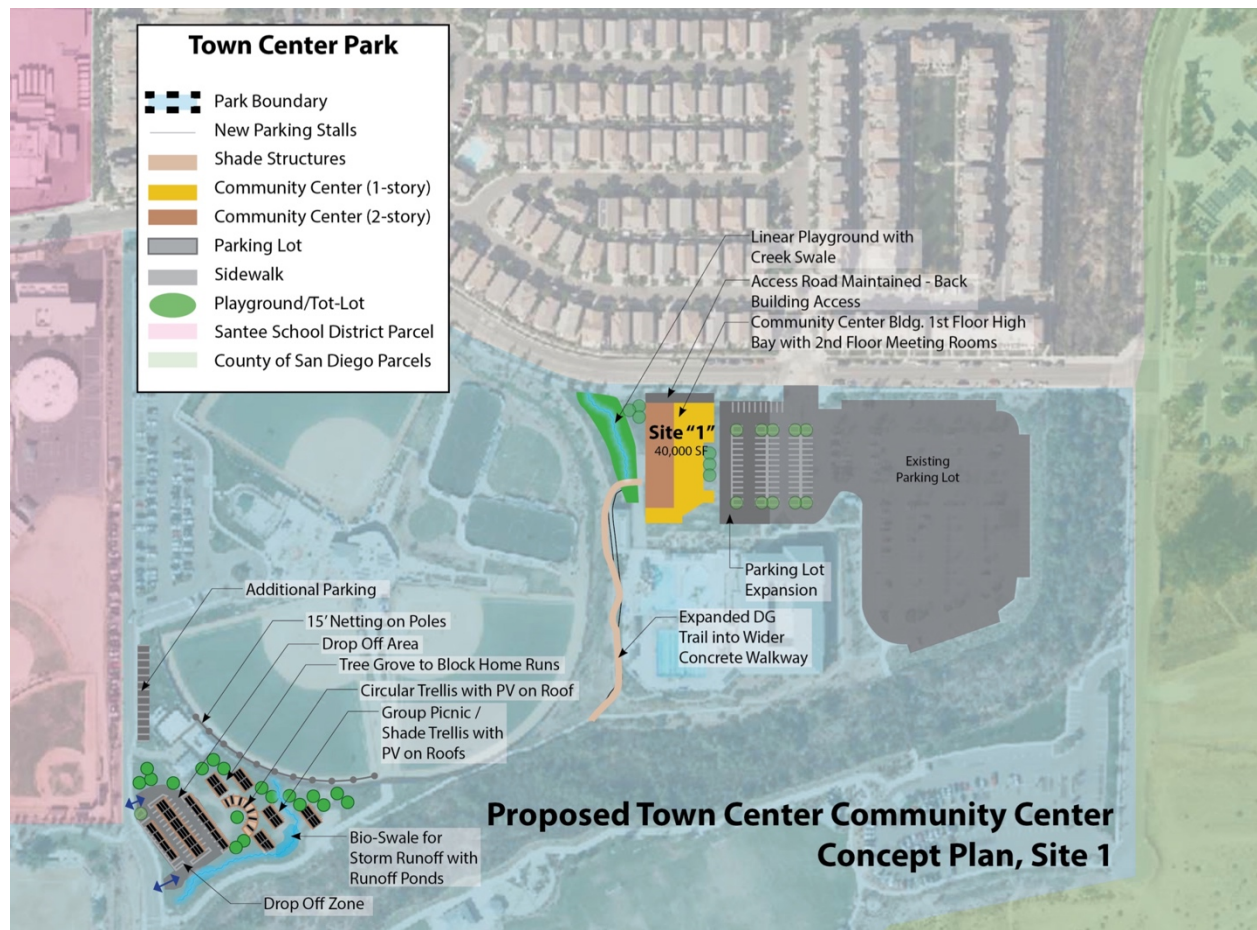 Town Center Park
Park Boundary
New Parking Stalls
Shade Structures
Community Center (1-story)
Community Center (2-story)
Parking Lot
Sidewalk
Playground/Tot-Lot
Santee School District Parcel
County of San Diego Parcels
Linear Playground with
Creek Swale
Access Road Maintained - Back
Building Access
Community Center Bldg. 1st Floor High
Bay with 2nd Floor Meeting Rooms
Site "1"
40,000 SF
Existing
Parking Lot
Parking Lot
Expansion
Expanded DG
Trail into Wider
Concrete Walkway
Additional Parking
15' Netting on Poles
Drop Off Area
Tree Grove to Block Home Runs
Circular Trellis with PV on Roof
Group Picnic /
Shade Trellis with
PV on Roofs
Bio-Swale for
Storm Runoff with
Runoff Ponds
Drop Off Zone
Proposed Town Center Community Center
Concept Plan, Site 1